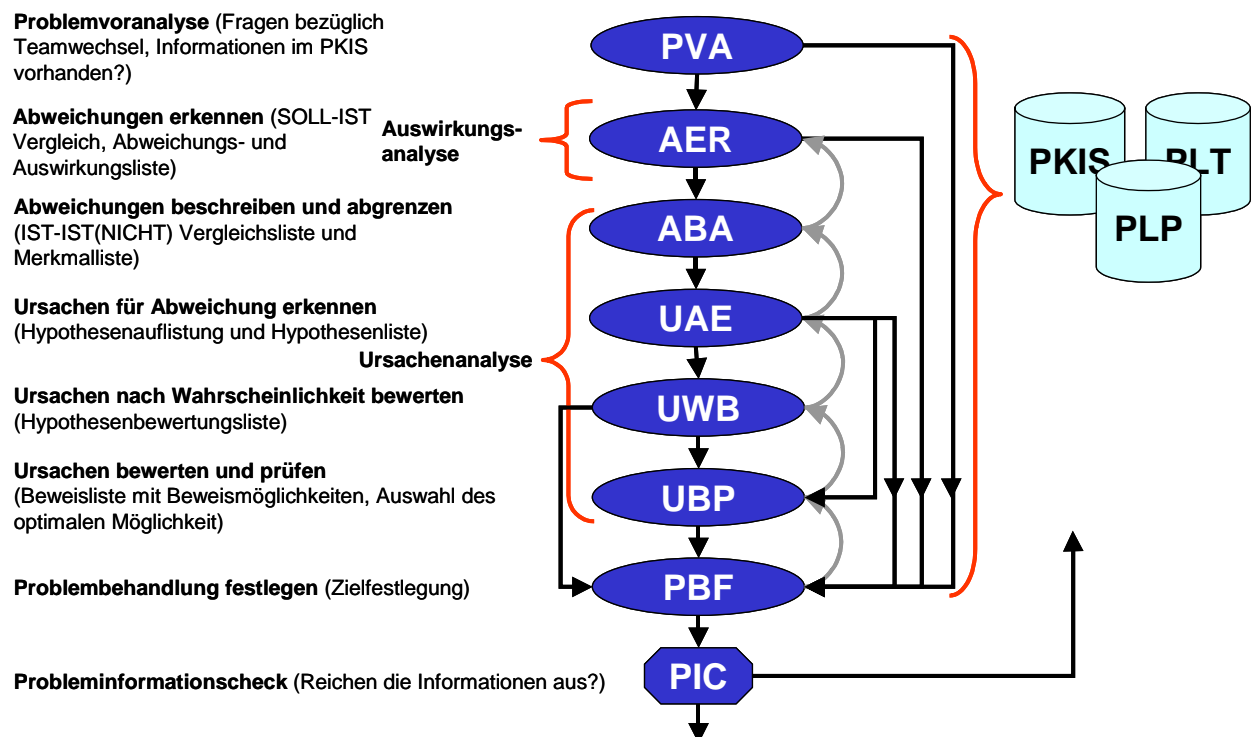 Problemvoranalyse (Fragen bezüglich
Teamwechsel, Informationen im PKIS
vorhanden?)
PVA
Abweichungen erkennen (SOLL-IST
Vergleich, Abweichungs- und
Auswirkungsliste)
Auswirkungs-
analyse
AER
PKIS
PLT
PLP
Abweichungen beschreiben und abgrenzen
(IST-IST(NICHT) Vergleichsliste und
Merkmalliste)
ABA
Ursachen für Abweichung erkennen
(Hypothesenauflistung und Hypothesenliste)
UAE
Ursachenanalyse
Ursachen nach Wahrscheinlichkeit bewerten
(Hypothesenbewertungsliste)
UWB
Ursachen bewerten und prüfen
(Beweisliste mit Beweismöglichkeiten, Auswahl des
optimalen Möglichkeit)
UBP
Problembehandlung festlegen (Zielfestlegung)
PBF
Probleminformationscheck (Reichen die Informationen aus?)
PIC